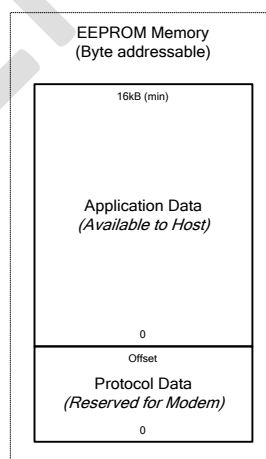 EEPROM Memory
(Byte addressable)
16kB (min)
Application Data
(Available to Host)
0
Offset
Protocol Data
(Reserved for Modem)
0